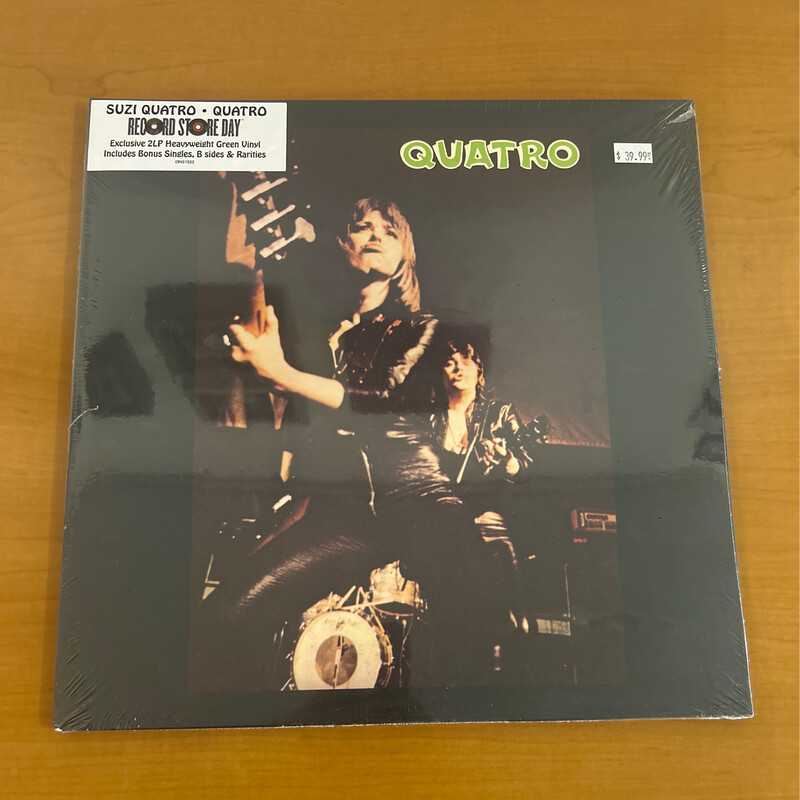 SUZI QUATRO • QUATRO
RECORD STORE DAY
Exclusive 2LP Heavyweight Green Vinyl
Includes Bonus Singles, B sides & Rarities
QUATRO
$ 39.99